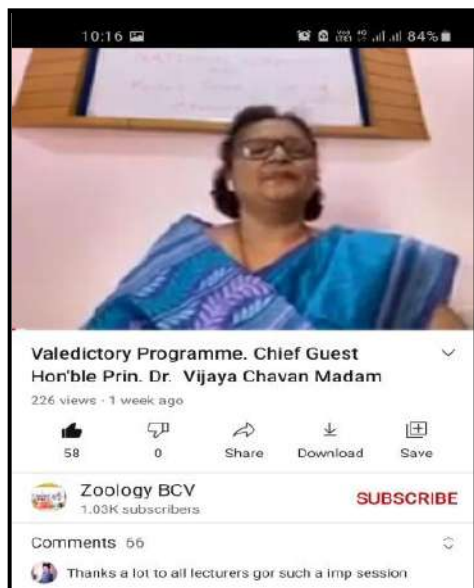 10:16 84%
Valedictory Programme. Chief Guest
Hon'ble Prin. Dr. Vijaya Chavan Madam
226 views · 1 week ago
58 0 Share Download Save
Zoology BCV
1.03K subscribers
SUBSCRIBE
Comments 56
Thanks a lot to all lecturers gor such a imp session